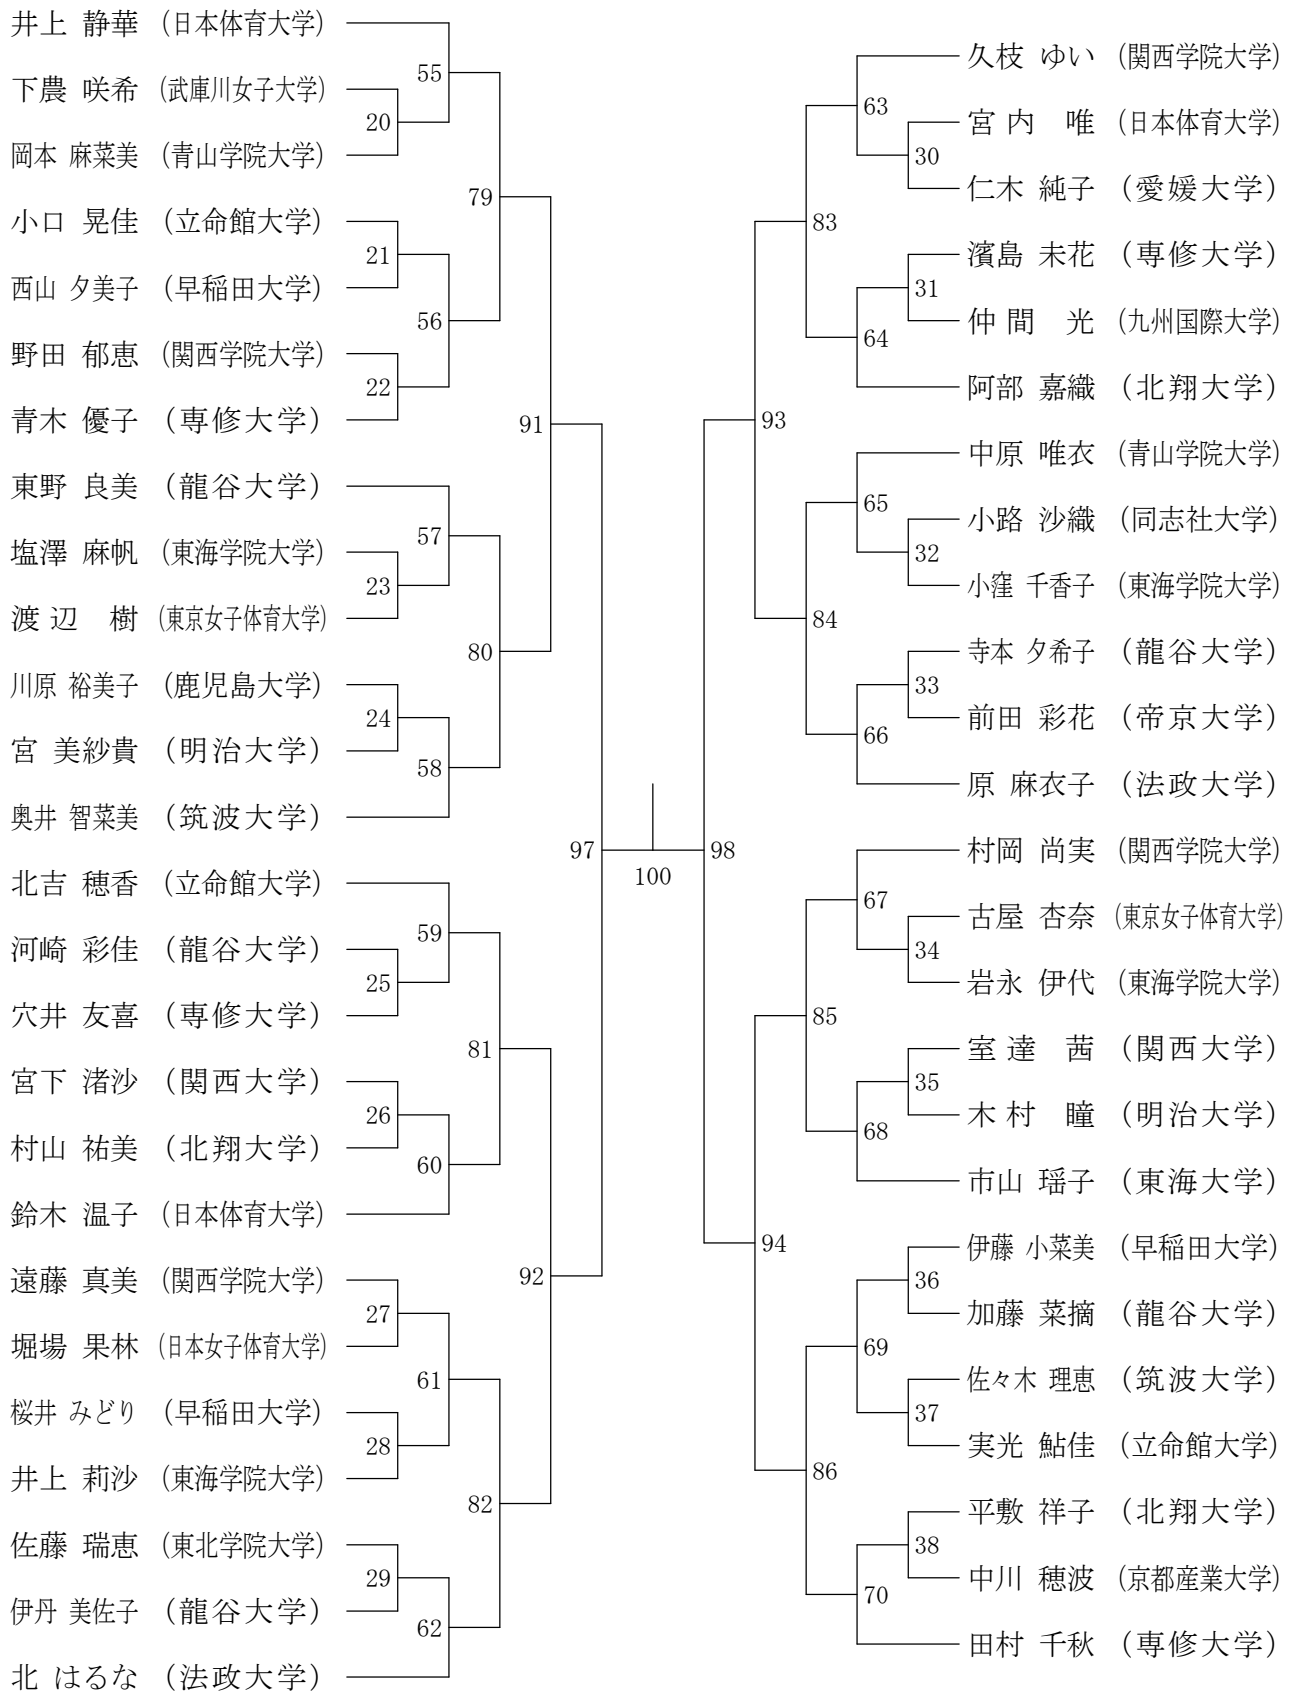 井上 静華 (日本体育大学)
下農 咲希 (武庫川女子大学)
岡本 麻菜美 (青山学院大学)
小口 晃佳 (立命館大学)
西山 夕美子 (早稲田大学)
野田 郁恵 (関西学院大学)
青木 優子 (専修大学)
東野 良美 (龍谷大学)
塩澤 麻帆 (東海学院大学)
渡辺 樹 (東京女子体育大学)
川原 裕美子 (鹿児島大学)
宮 美紗貴 (明治大学)
奥井 智菜美 (筑波大学)
北吉 穂香 (立命館大学)
河崎 彩佳 (龍谷大学)
穴井 友喜 (専修大学)
宮下 渚沙 (関西大学)
村山 祐美 (北翔大学)
鈴木 温子 (日本体育大学)
遠藤 真美 (関西学院大学)
堀場 果林 (日本女子体育大学)
桜井 みどり (早稲田大学)
井上 莉沙 (東海学院大学)
佐藤 瑞恵 (東北学院大学)
伊丹 美佐子 (龍谷大学)
北 はるな (法政大学)
20
21
22
23
24
25
26
27
28
29
55
56
57
58
59
60
61
62
79
80
81
82
91
92
97
100
98
93
94
83
84
85
86
63
64
65
66
67
68
69
70
30
31
32
33
34
35
36
37
38
久枝 ゆい (関西学院大学)
宮内 唯 (日本体育大学)
仁木 純子 (愛媛大学)
濱島 未花 (専修大学)
仲間 光 (九州国際大学)
阿部 嘉織 (北翔大学)
中原 唯衣 (青山学院大学)
小路 沙織 (同志社大学)
小窪 千香子 (東海学院大学)
寺本 夕希子 (龍谷大学)
前田 彩花 (帝京大学)
原 麻衣子 (法政大学)
村岡 尚実 (関西学院大学)
古屋 杏奈 (東京女子体育大学)
岩永 伊代 (東海学院大学)
室達 茜 (関西大学)
木村 瞳 (明治大学)
市山 瑶子 (東海大学)
伊藤 小菜美 (早稲田大学)
加藤 菜摘 (龍谷大学)
佐々木 理恵 (筑波大学)
実光 鮎佳 (立命館大学)
平敷 祥子 (北翔大学)
中川 穂波 (京都産業大学)
田村 千秋 (専修大学)